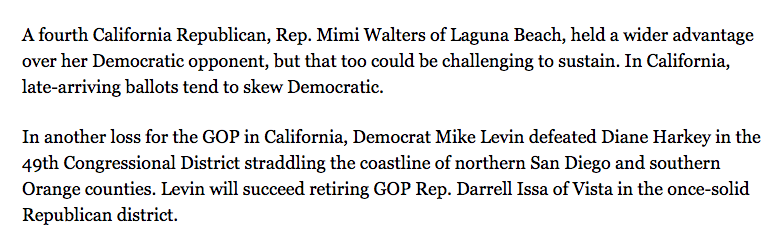 A fourth California Republican, Rep. Mimi Walters of Laguna Beach, held a wider advantage
over her Democratic opponent, but that too could be challenging to sustain. In California,
late-arriving ballots tend to skew Democratic.
In another loss for the GOP in California, Democrat Mike Levin defeated Diane Harkey in the
49th Congressional District straddling the coastline of northern San Diego and southern
Orange counties. Levin will succeed retiring GOP Rep. Darrell Issa of Vista in the once-solid
Republican district.